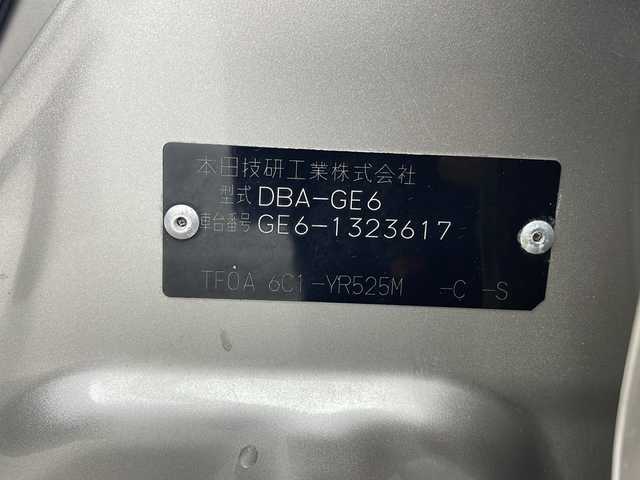 本田技研工業株式会社
型式 DBA-GE6
車台番号 GE6-1323617
TF0A 6C1-YR525M -C -S